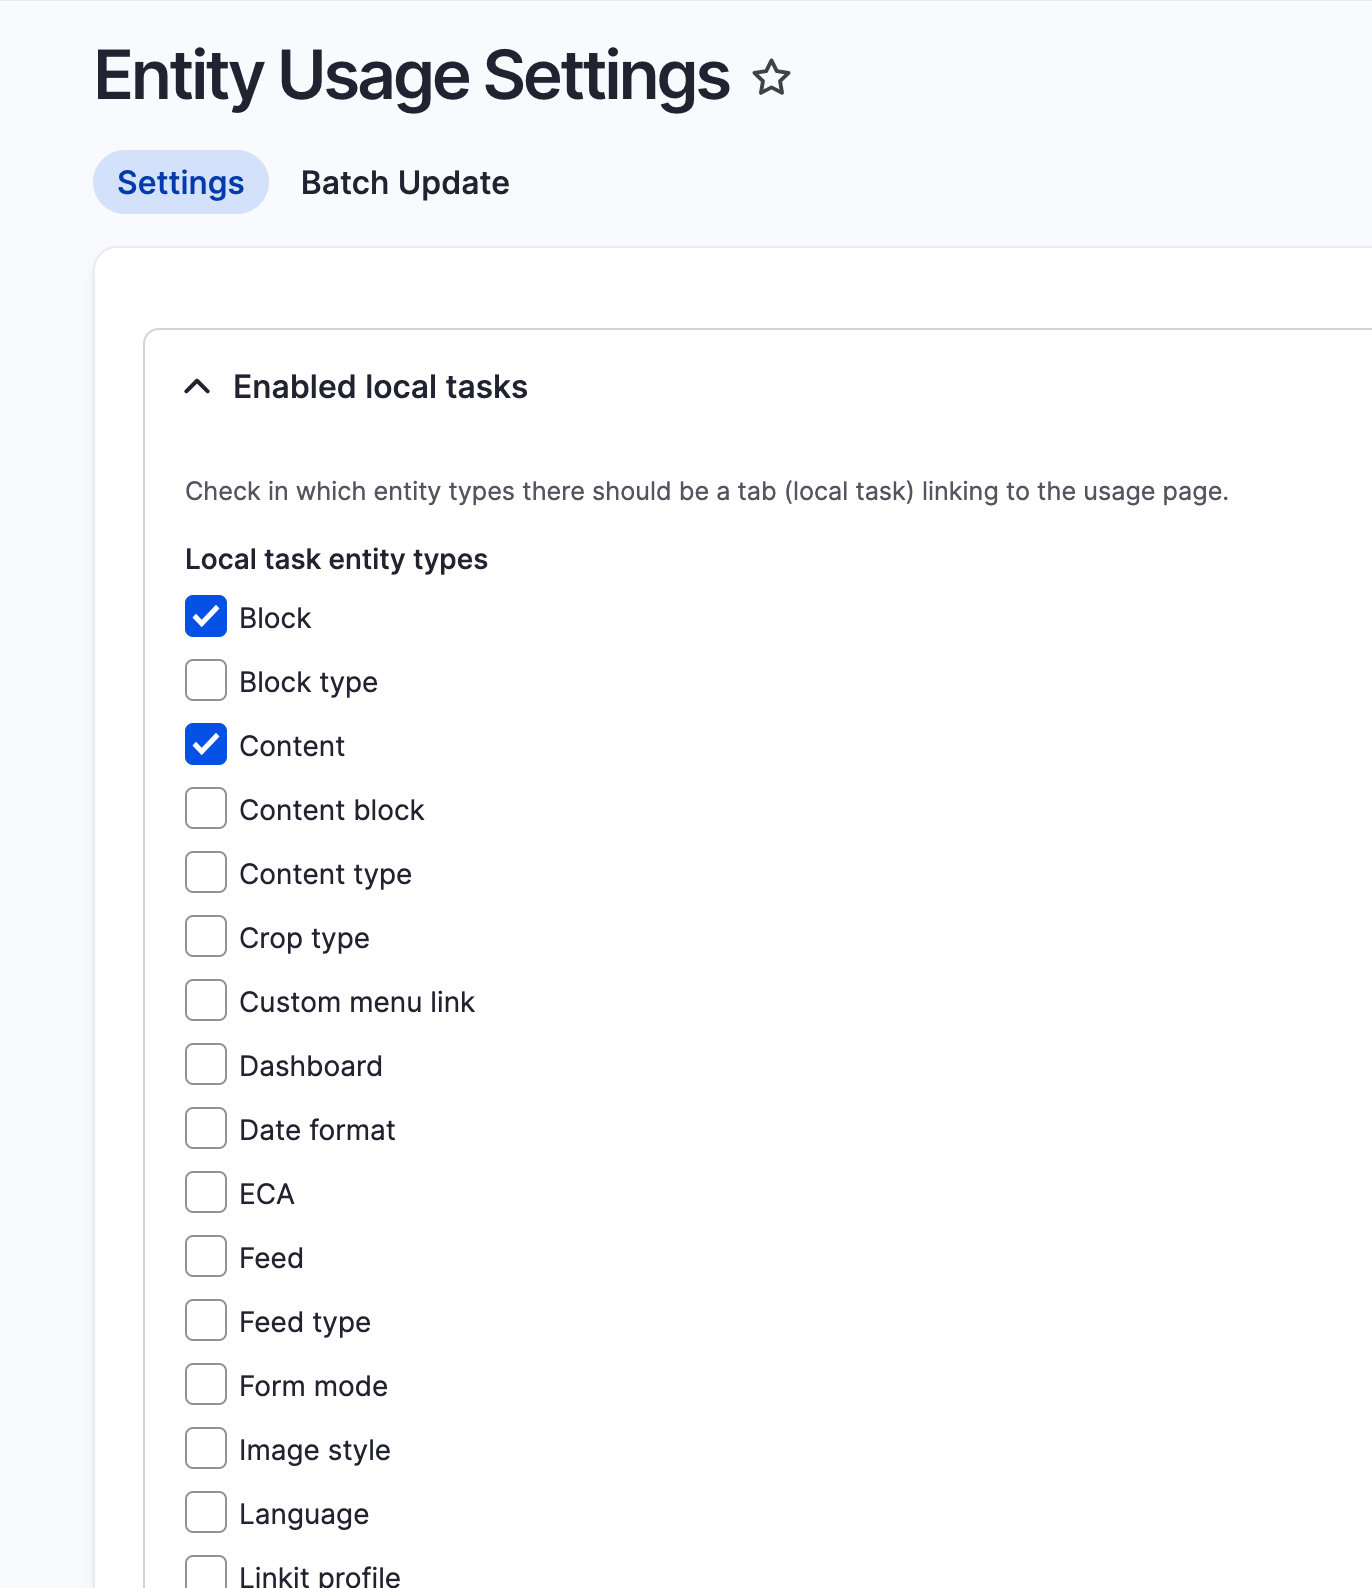 Entity Usage Settings
Settings
Batch Update
Enabled local tasks
Check in which entity types there should be a tab (local task) linking to the usage page.
Local task entity types
Block
Block type
Content
Content block
Content type
Crop type
Custom menu link
Dashboard
Date format
ECA
Feed
Feed type
Form mode
Image style
Language
Linkit profile